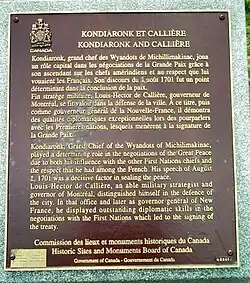 CANADA
KONDIARONK ET CALLIÈRE
KONDIARONK AND CALLIÈRE
Kondiaronk, grand chef des Wyandots de Michillimakinac, joua
un rôle capital dans les négociations de la Grande Paix grâce à
son ascendant sur les chefs amérindiens et au respect que lui
vouaient les Français. Son discours du 1 août 1701 fut un point
déterminant dans la conclusion de la paix.
Fin stratège militaire, Louis-Hector de Callière, gouverneur de
Montréal, se signala dans la défense de la ville. À ce titre, puis
comme gouverneur général de la Nouvelle-France, il démontra
des qualités diplomatiques exceptionnelles lors des pourparlers
avec les Premières nations, lesquels menèrent à la signature de
la Grande Paix.
Kondiaronk, Grand Chief of the Wyandots of Michilimakinac,
played a determining role in the negotiations of the Great Peace
due to both his influence with the other First Nations chiefs and
the respect that he had among the French. His speech of August
1, 1701 was a decisive factor in sealing the peace.
Louis-Hector de Callière, an able military strategist and
governor of Montréal, distinguished himself in the defence of
the city. In that office and later as governor general of New
France, he displayed outstanding diplomatic skills in the
negotiations with the First Nations which led to the signing of
the treaty.
Commission des lieux et monuments historiques du Canada
Historic Sites and Monuments Board of Canada
Government of Canada - Gouvernement du Canada